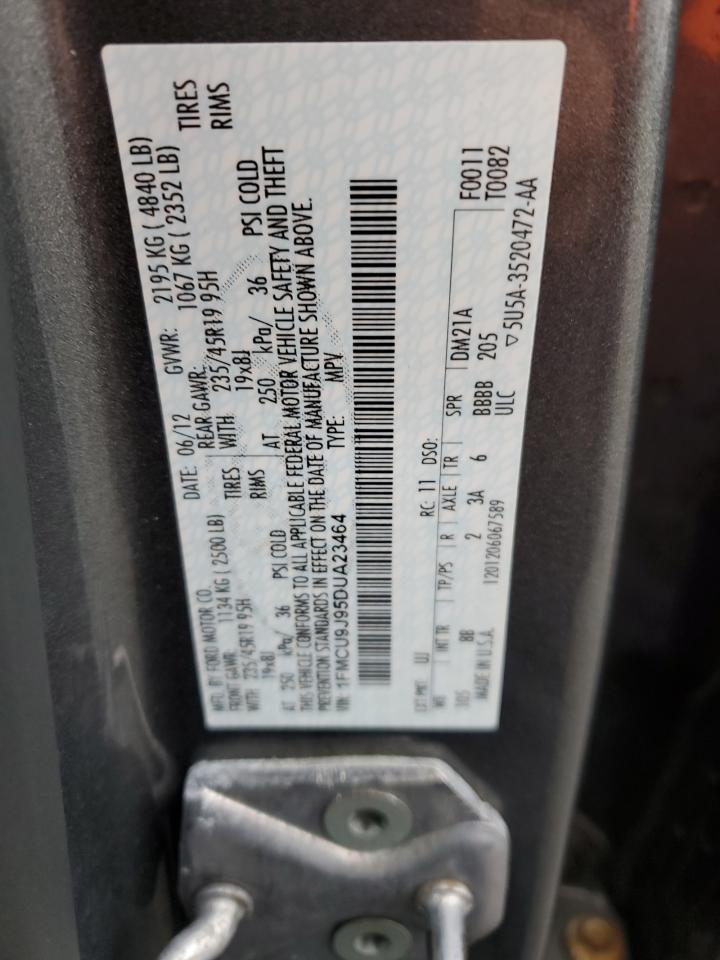 MFD. BY FORD MOTOR CO.
DATE: 06/12 GVWR: 2195 KG ( 4840 LB)
FRONT GAWR: 1134 KG ( 2500 LB) REAR GAWR: 1067 KG ( 2352 LB)
WITH 235/45R19 95H TIRES WITH 235/45R19 95H TIRES
19x8J RIMS 19x8J RIMS
AT 250 kPa/ 36 PSI COLD AT 250 kPa/ 36 PSI COLD
THIS VEHICLE CONFORMS TO ALL APPLICABLE FEDERAL MOTOR VEHICLE SAFETY AND THEFT
PREVENTION STANDARDS IN EFFECT ON THE DATE OF MANUFACTURE SHOWN ABOVE.
VIN: 1FMCU9J95DUA23464 TYPE: MPV
EXT PNT: UJ RC: 11 DSO:
WB INT TR TP/PS R AXLE TR SPR DM21A F0011
105 8B 2 3A 6 BBBB 205 T0082
MADE IN U.S.A. 1201206067589 ULC ▽5U5A-3520472-AA